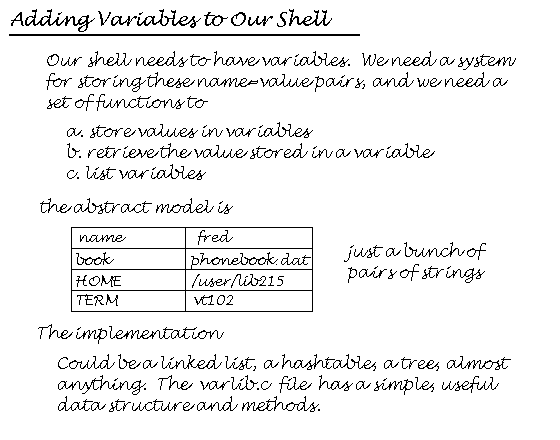 Adding Variables to Our Shell
Our shell needs to have variables. We need a system
for storing these name=value pairs, and we need a
set of functions to
a. store values in variables
b. retrieve the value stored in a variable
c. list variables
the abstract model is
name fred
book phonebook.dat
HOME /user/lib215
TERM vt102
just a bunch of
pairs of strings
The implementation
Could be a linked list, a hashtable, a tree, almost
anything. The varlib.c file has a simple, useful
data structure and methods.